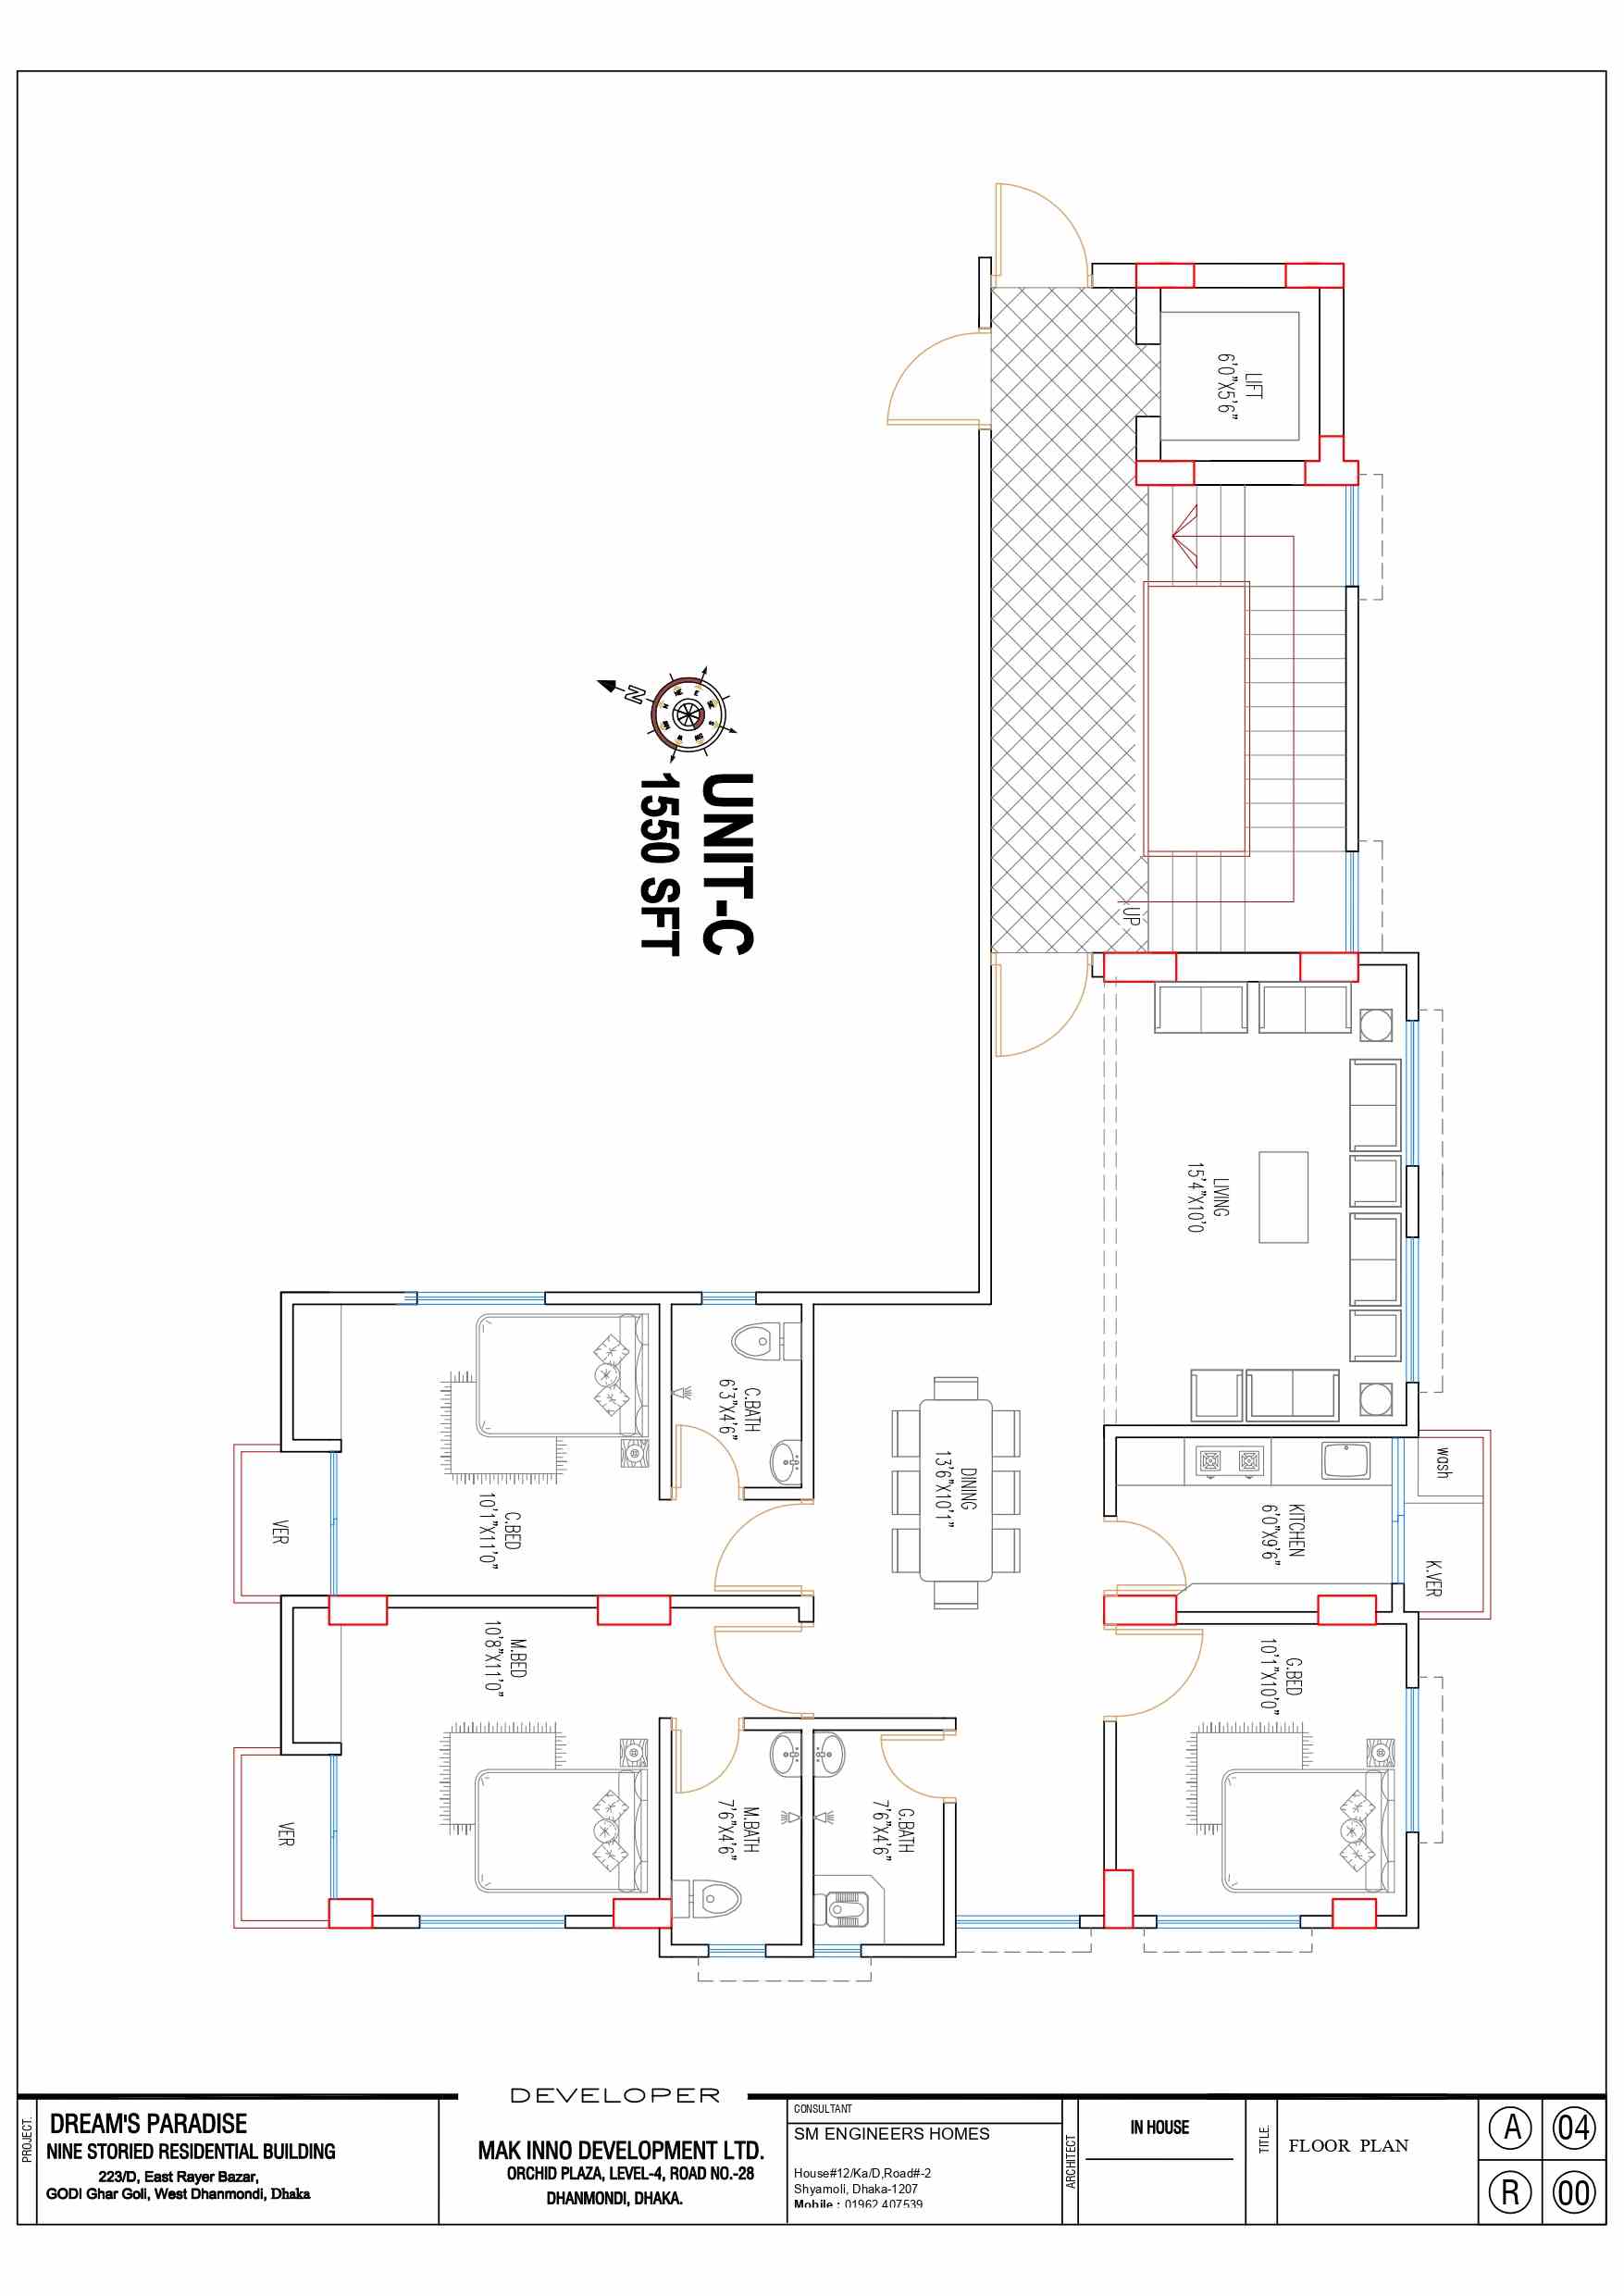 LIFT
6'0"X5'6"
N
UNIT-C
1550 SFT
UP
LIVING
15'4"X10'0
C.BATH
6'3"X4'6"
DINING
13'6"X10'1"
wash
KITCHEN
6'0"X9'6"
K.VER
C.BED
10'1"X11'0"
VER
M.BED
10'8"X11'0"
G.BED
10'1"X10'0"
VER
M.BATH
7'6"X4'6"
G.BATH
7'6"X4'6"
PROJECT.
DREAM'S PARADISE
NINE STORIED RESIDENTIAL BUILDING
223/D, East Rayer Bazar,
GODI Ghar Goli, West Dhanmondi, Dhaka
DEVELOPER
MAK INNO DEVELOPMENT LTD.
ORCHID PLAZA, LEVEL-4, ROAD NO.-28
DHANMONDI, DHAKA.
CONSULTANT
SM ENGINEERS HOMES
House#12/Ka/D,Road#-2
Shyamoli, Dhaka-1207
Mobile : 01962 407539
ARCHITECT
IN HOUSE
TITLE.
FLOOR PLAN
A
04
R
00